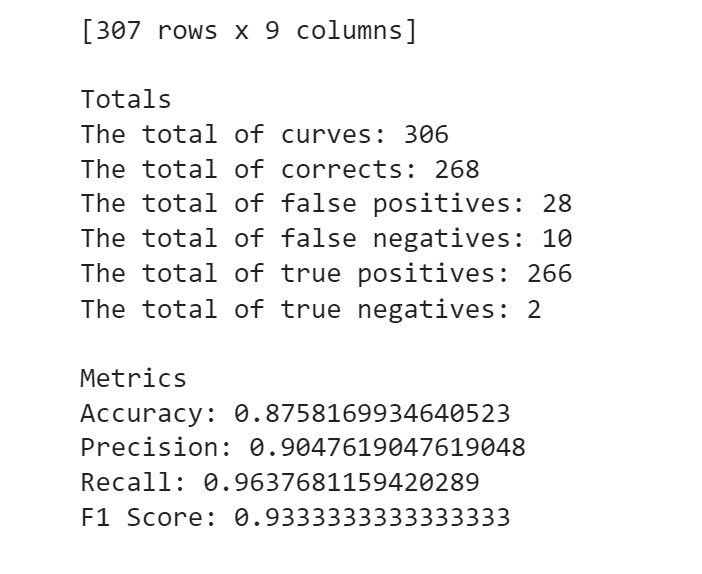 [307 rows x 9 columns]
Totals
The total of curves: 306
The total of corrects: 268
The total of false positives: 28
The total of false negatives: 10
The total of true positives: 266
The total of true negatives: 2
Metrics
Accuracy: 0.8758169934640523
Precision: 0.9047619047619048
Recall: 0.9637681159420289
F1 Score: 0.9333333333333333